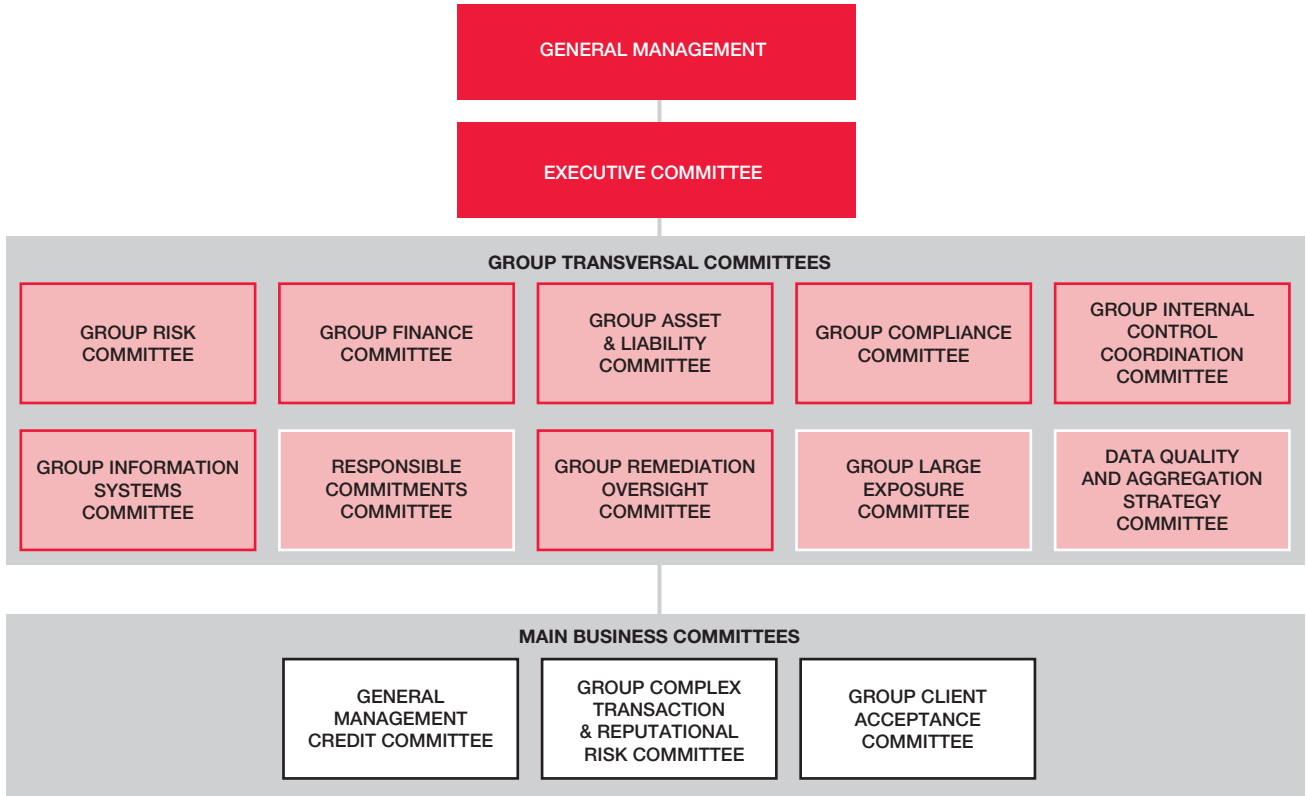 GENERAL MANAGEMENT
EXECUTIVE COMMITTEE
GROUP TRANSVERSAL COMMITTEES
GROUP RISK
COMMITTEE
GROUP FINANCE
COMMITTEE
GROUP ASSET
& LIABILITY
COMMITTEE
GROUP COMPLIANCE
COMMITTEE
GROUP INTERNAL
CONTROL
COORDINATION
COMMITTEE
GROUP INFORMATION
SYSTEMS
COMMITTEE
RESPONSIBLE
COMMITMENTS
COMMITTEE
GROUP REMEDIATION
OVERSIGHT
COMMITTEE
GROUP LARGE
EXPOSURE
COMMITTEE
DATA QUALITY
AND AGGREGATION
STRATEGY
COMMITTEE
MAIN BUSINESS COMMITTEES
GENERAL
MANAGEMENT
CREDIT COMMITTEE
GROUP COMPLEX
TRANSACTION
& REPUTATIONAL
RISK COMMITTEE
GROUP CLIENT
ACCEPTANCE
COMMITTEE